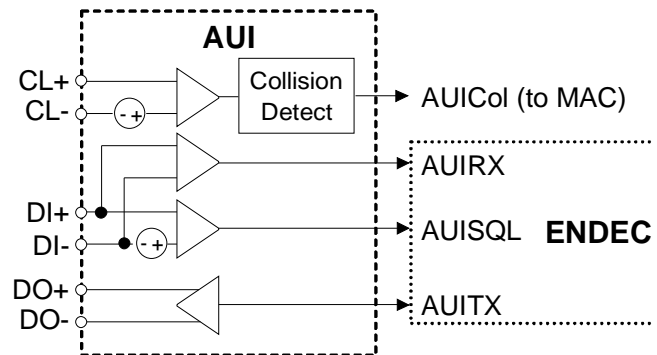 AUI
CL+
CL-
- +
Collision
Detect
AUICol (to MAC)
AUIRX
DI+
DI-
- +
AUISQL
ENDEC
DO+
DO-
AUITX